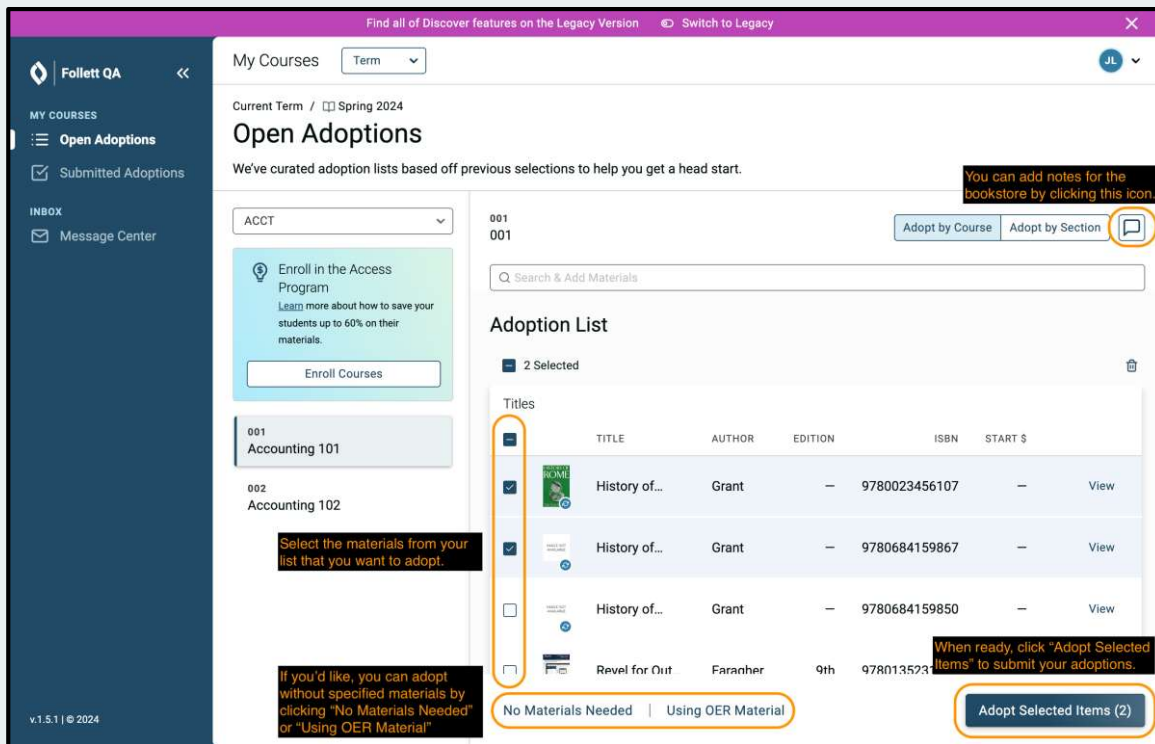 Find all of Discover features on the Legacy Version Switch to Legacy
Follett QA
My Courses Term
JL
MY COURSES
Open Adoptions
Submitted Adoptions
INBOX
Message Center
v.1.5.1 | © 2024
Current Term / Spring 2024
Open Adoptions
We've curated adoption lists based off previous selections to help you get a head start.
You can add notes for the
bookstore by clicking this icon.
ACCT
Enroll in the Access
Program
Learn more about how to save your
students up to 60% on their
materials.
Enroll Courses
001
Accounting 101
002
Accounting 102
Select the materials from your
list that you want to adopt.
If you'd like, you can adopt
without specified materials by
clicking "No Materials Needed"
or "Using OER Material"
001
001
Adopt by Course Adopt by Section
Search & Add Materials
Adoption List
2 Selected
Titles
TITLE AUTHOR EDITION ISBN START $
ROME
History of... Grant – 9780023456107 – View
History of... Grant – 9780684159867 – View
History of... Grant – 9780684159850 – View
Revel for Out Faragher 9th 978013523
When ready, click "Adopt Selected
Items" to submit your adoptions.
No Materials Needed | Using OER Material
Adopt Selected Items (2)